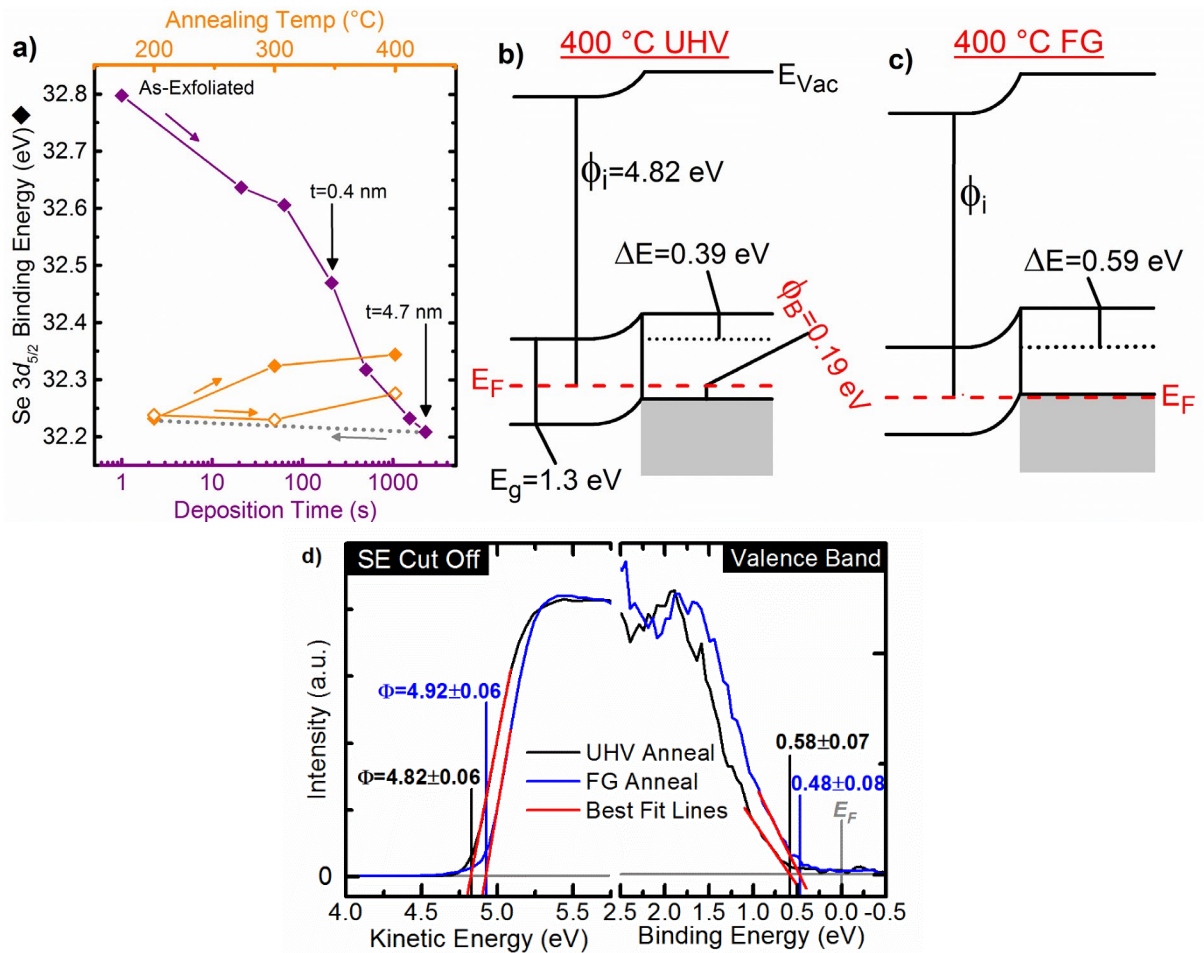 a)
Annealing Temp (°C)
200 300 400
As-Exfoliated
Se 3d5/2 Binding Energy (eV)
32.8
32.7
32.6
32.5
32.4
32.3
32.2
t=0.4 nm
t=4.7 nm
1 10 100 1000
Deposition Time (s)
b) 400 °C UHV
EVac
ϕi=4.82 eV
ΔE=0.39 eV
ϕB=0.19 eV
EF
Eg=1.3 eV
c) 400 °C FG
ϕi
ΔE=0.59 eV
EF
d) SE Cut Off
Valence Band
Intensity (a.u.)
0
Φ=4.92±0.06
Φ=4.82±0.06
UHV Anneal
FG Anneal
Best Fit Lines
0.58±0.07
0.48±0.08
EF
4.0 4.5 5.0 5.5 2.5 2.0 1.5 1.0 0.5 0.0 -0.5
Kinetic Energy (eV) Binding Energy (eV)